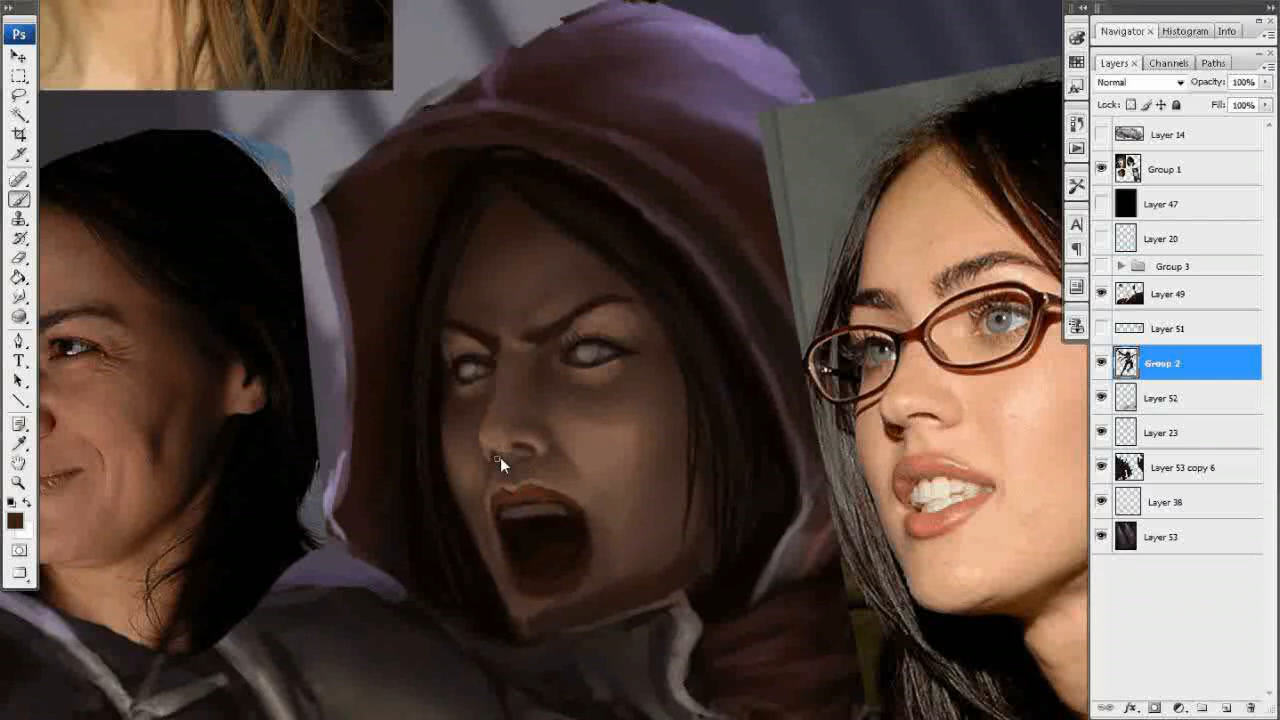 Ps
Navigator × Histogram Info
Layers × Channels Paths
Normal Opacity: 100%
Lock: Fill: 100%
Layer 14
Group 1
Layer 47
Layer 20
Group 3
Layer 49
Layer 51
Group 2
Layer 52
Layer 23
Layer 53 copy 6
Layer 38
Layer 53